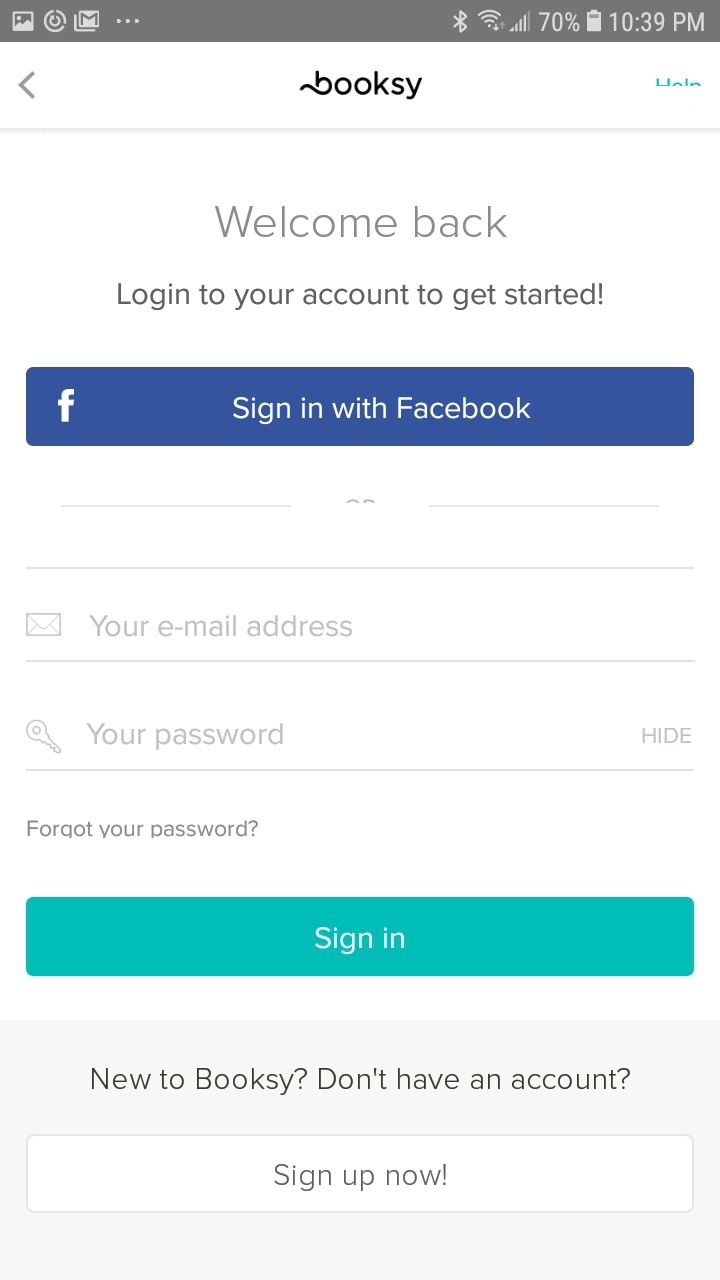 70% 10:39 PM
booksy
Help
Welcome back
Login to your account to get started!
f Sign in with Facebook
OR
Your e-mail address
Your password HIDE
Forgot your password?
Sign in
New to Booksy? Don't have an account?
Sign up now!